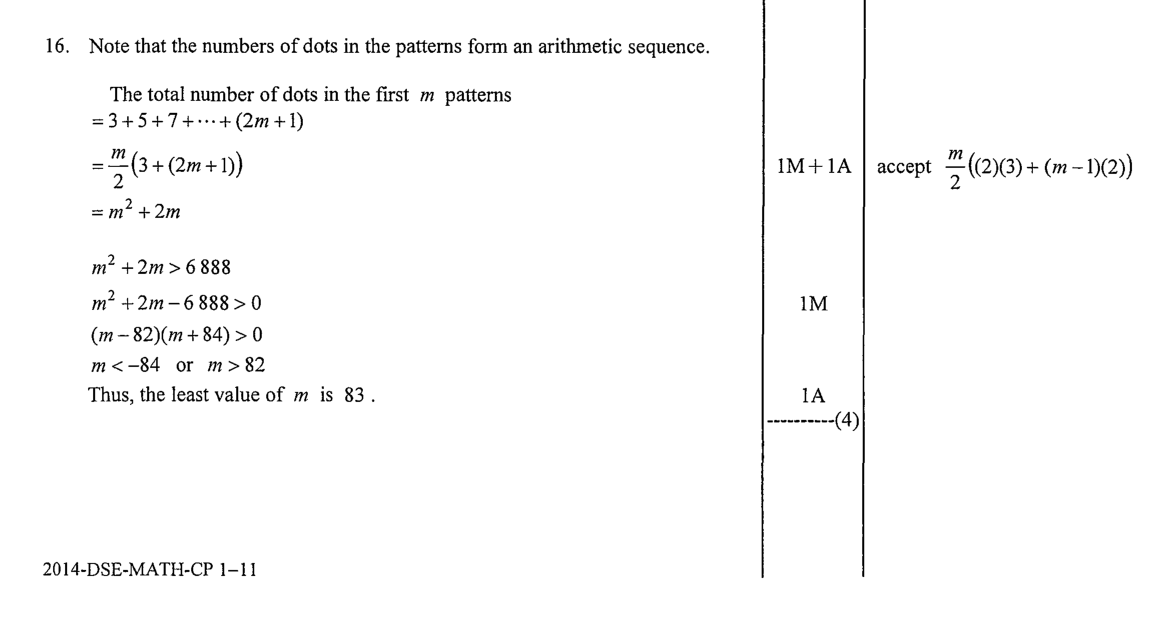 16. Note that the numbers of dots in the patterns form an arithmetic sequence.
The total number of dots in the first m patterns
= 3 + 5 + 7 + ··· + (2m + 1)
= m/2 (3 + (2m + 1)) 1M + 1A accept m/2 ((2)(3) + (m − 1)(2))
= m² + 2m
m² + 2m > 6 888
m² + 2m − 6 888 > 0 1M
(m − 82)(m + 84) > 0
m < −84 or m > 82
Thus, the least value of m is 83 . 1A
----------(4)
2014-DSE-MATH-CP 1–11